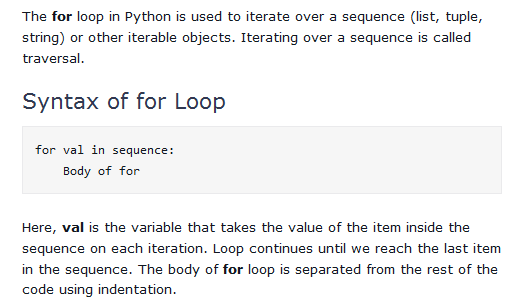 The for loop in Python is used to iterate over a sequence (list, tuple,
string) or other iterable objects. Iterating over a sequence is called
traversal.
Syntax of for Loop
for val in sequence:
    Body of for
Here, val is the variable that takes the value of the item inside the
sequence on each iteration. Loop continues until we reach the last item
in the sequence. The body of for loop is separated from the rest of the
code using indentation.